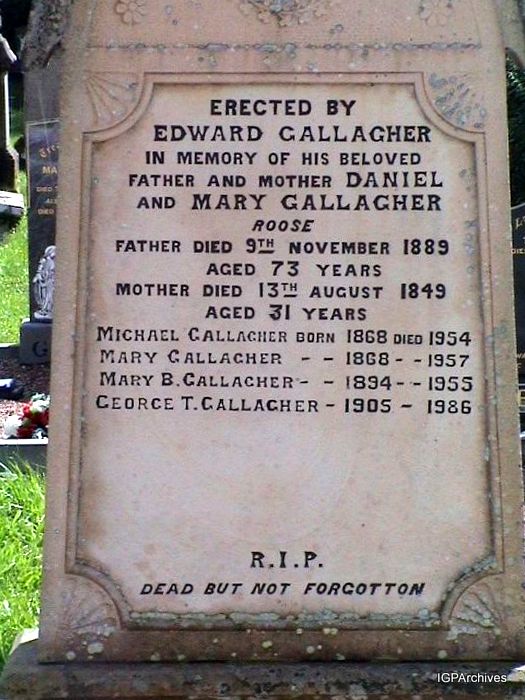 ERECTED BY
EDWARD GALLAGHER
IN MEMORY OF HIS BELOVED
FATHER AND MOTHER DANIEL
AND MARY GALLAGHER
ROOSE
FATHER DIED 9TH NOVEMBER 1889
AGED 73 YEARS
MOTHER DIED 13TH AUGUST 1849
AGED 31 YEARS
MICHAEL GALLAGHER BORN 1868 DIED 1954
MARY GALLAGHER - - 1868 - - 1957
MARY B. GALLAGHER - - 1894 - - 1955
GEORGE T. GALLAGHER - 1905 - 1986
R.I.P.
DEAD BUT NOT FORGOTTON
IGPArchives